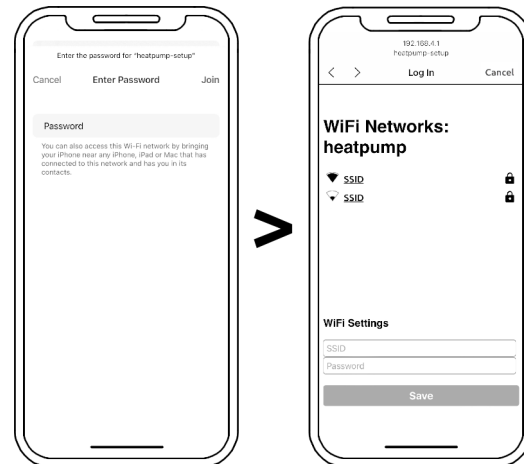 Enter the password for "heatpump-setup"
Cancel Enter Password Join
Password
You can also access this Wi-Fi network by bringing
your iPhone near any iPhone, iPad or Mac that has
connected to this network and has you in its
contacts.
>
192.168.4.1
heatpump-setup
< > Log In Cancel
WiFi Networks:
heatpump
SSID
SSID
WiFi Settings
SSID
Password
Save